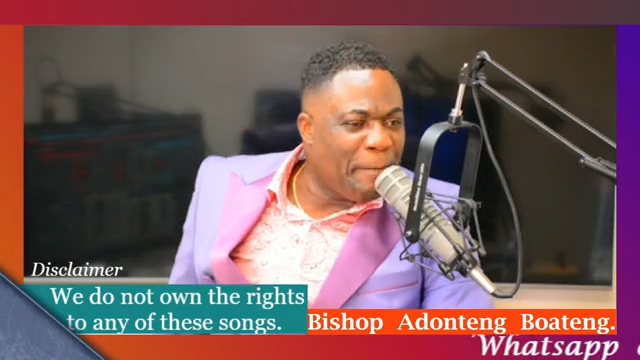 Disclaimer
We do not own the rights
to any of these songs.
Bishop Adonteng Boateng.
Whatsapp